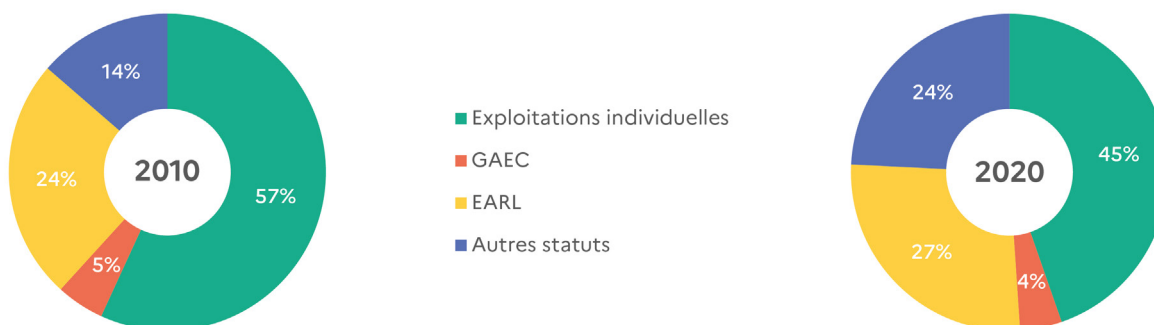 14%
24%
2010
57%
5%
Exploitations individuelles
GAEC
EARL
Autres statuts
24%
45%
2020
27%
4%